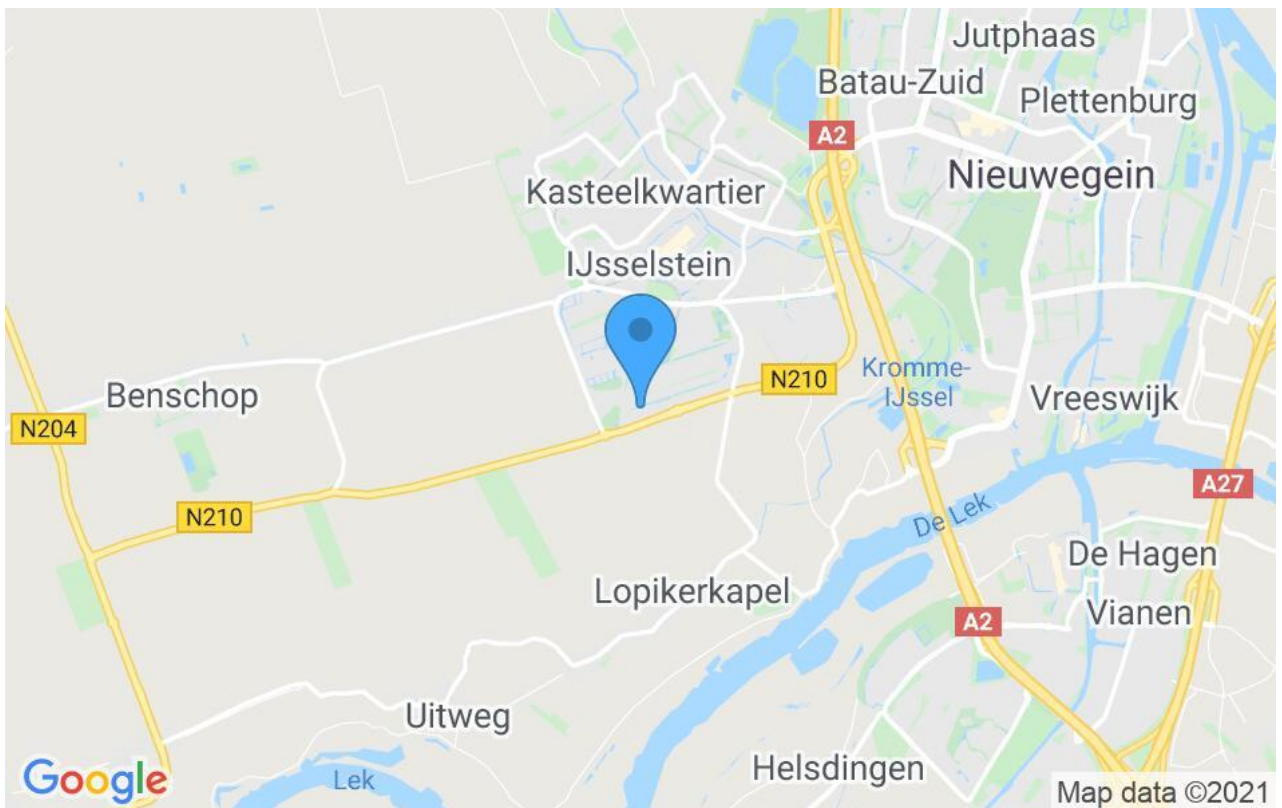 Jutphaas
Batau-Zuid
Plettenburg
A2
Nieuwegein
Kasteelkwartier
IJsselstein
N210
Kromme-
IJssel
Benschop
Vreeswijk
N204
A27
N210
De Lek
De Hagen
Lopikerkapel
Vianen
A2
Uitweg
Helsdingen
Google
Lek
Map data ©2021